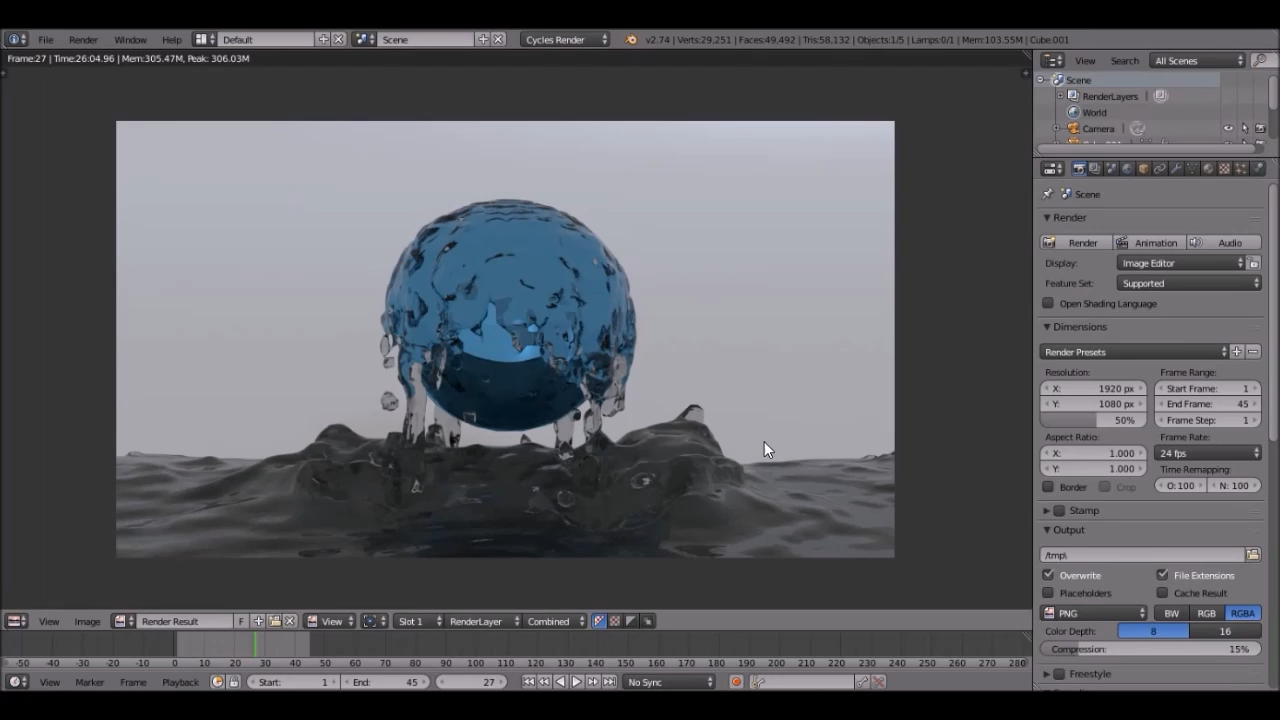 File Render Window Help Default Scene Cycles Render v2.74 | Verts:29,251 | Faces:49,492 | Tris:58,132 | Objects:1/5 | Lamps:0/1 | Mem:103.55M | Cube.001
Frame:27 | Time:26:04.96 | Mem:305.47M, Peak: 306.03M
View Search All Scenes
Scene
RenderLayers
World
Camera
Scene
Render
Render Animation Audio
Display: Image Editor
Feature Set: Supported
Open Shading Language
Dimensions
Render Presets
Resolution: Frame Range:
X: 1920 px Start Frame: 1
Y: 1080 px End Frame: 45
50% Frame Step: 1
Aspect Ratio: Frame Rate:
X: 1.000 24 fps
Y: 1.000 Time Remapping:
Border Crop O: 100 N: 100
Stamp
Output
/tmp\
Overwrite File Extensions
Placeholders Cache Result
PNG BW RGB RGBA
Color Depth: 8 16
Compression: 15%
Freestyle
View Image Render Result F View Slot 1 RenderLayer Combined
-50 -40 -30 -20 -10 0 10 20 30 40 50 60 70 80 90 100 110 120 130 140 150 160 170 180 190 200 210 220 230 240 250 260 270 280
View Marker Frame Playback Start: 1 End: 45 27 No Sync